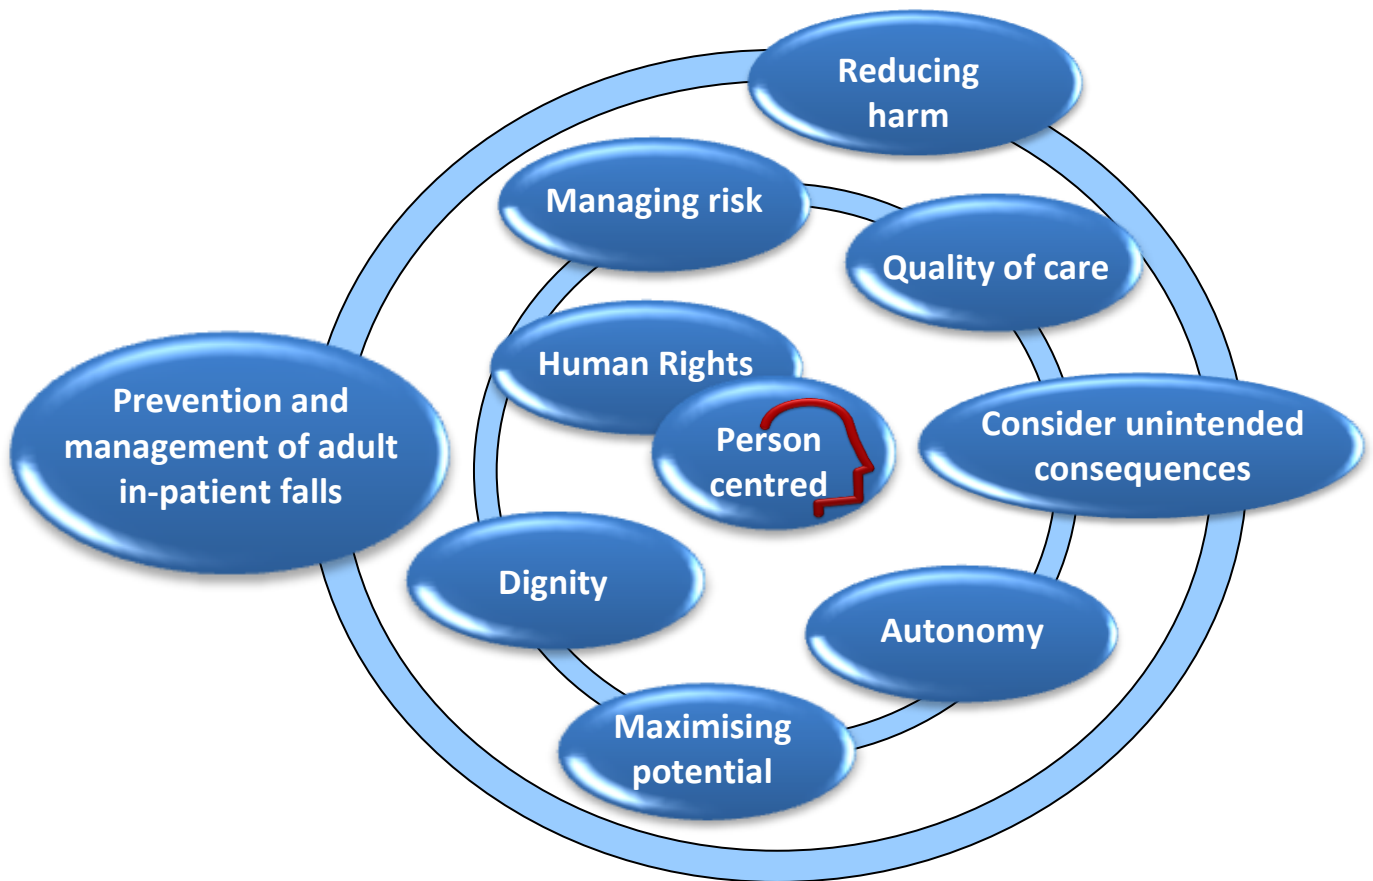 Reducing
harm
Managing risk
Quality of care
Human Rights
Prevention and
management of adult
in-patient falls
Person
centred
Consider unintended
consequences
Dignity
Autonomy
Maximising
potential